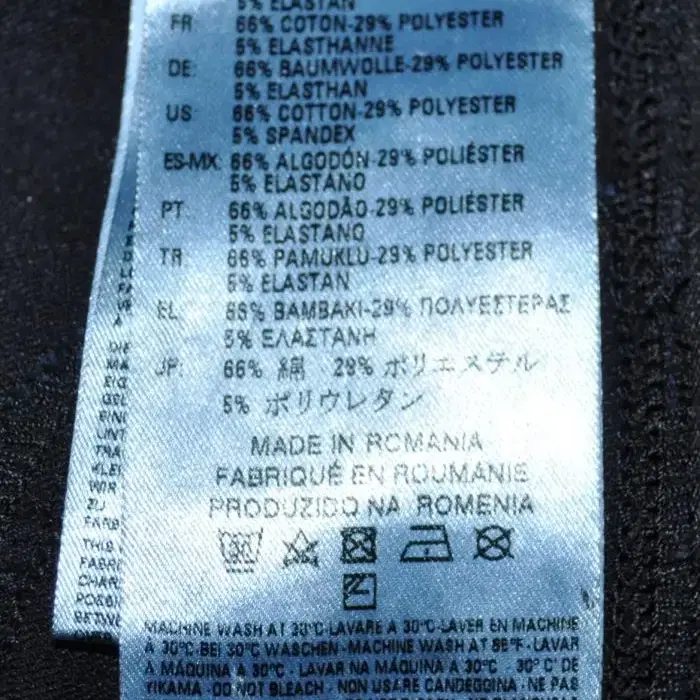 5% ELASTAN
FR: 66% COTON-29% POLYESTER
5% ELASTHANNE
DE: 66% BAUMWOLLE-29% POLYESTER
5% ELASTHAN
US: 66% COTTON-29% POLYESTER
5% SPANDEX
ES-MX: 66% ALGODÓN-29% POLIÉSTER
5% ELASTANO
PT: 66% ALGODÃO-29% POLIÉSTER
5% ELASTANO
TR: 66% PAMUKLU-29% POLYESTER
5% ELASTAN
EL: 66% BAMBAKI-29% ΠΟΛΥΕΣΤΕΡΑΣ
5% ΕΛΑΣΤΑΝΗ
JP: 66% 綿 29% ポリエステル
5% ポリウレタン
MADE IN ROMANIA
FABRIQUÉ EN ROUMANIE
PRODUZIDO NA ROMENIA
MACHINE WASH AT 30°C-LAVARE A 30°C-LAVER EN MACHINE
A 30°C-BEI 30°C WASCHEN-MACHINE WASH AT 86°F-LAVAR
A MÁQUINA A 30°C - LAVAR NA MÁQUINA A 30°C - 30° C' DE
YIKAMA - DO NOT BLEACH - NON USARE CANDEGGINA - NE PAS
DIE
ZU
THIS